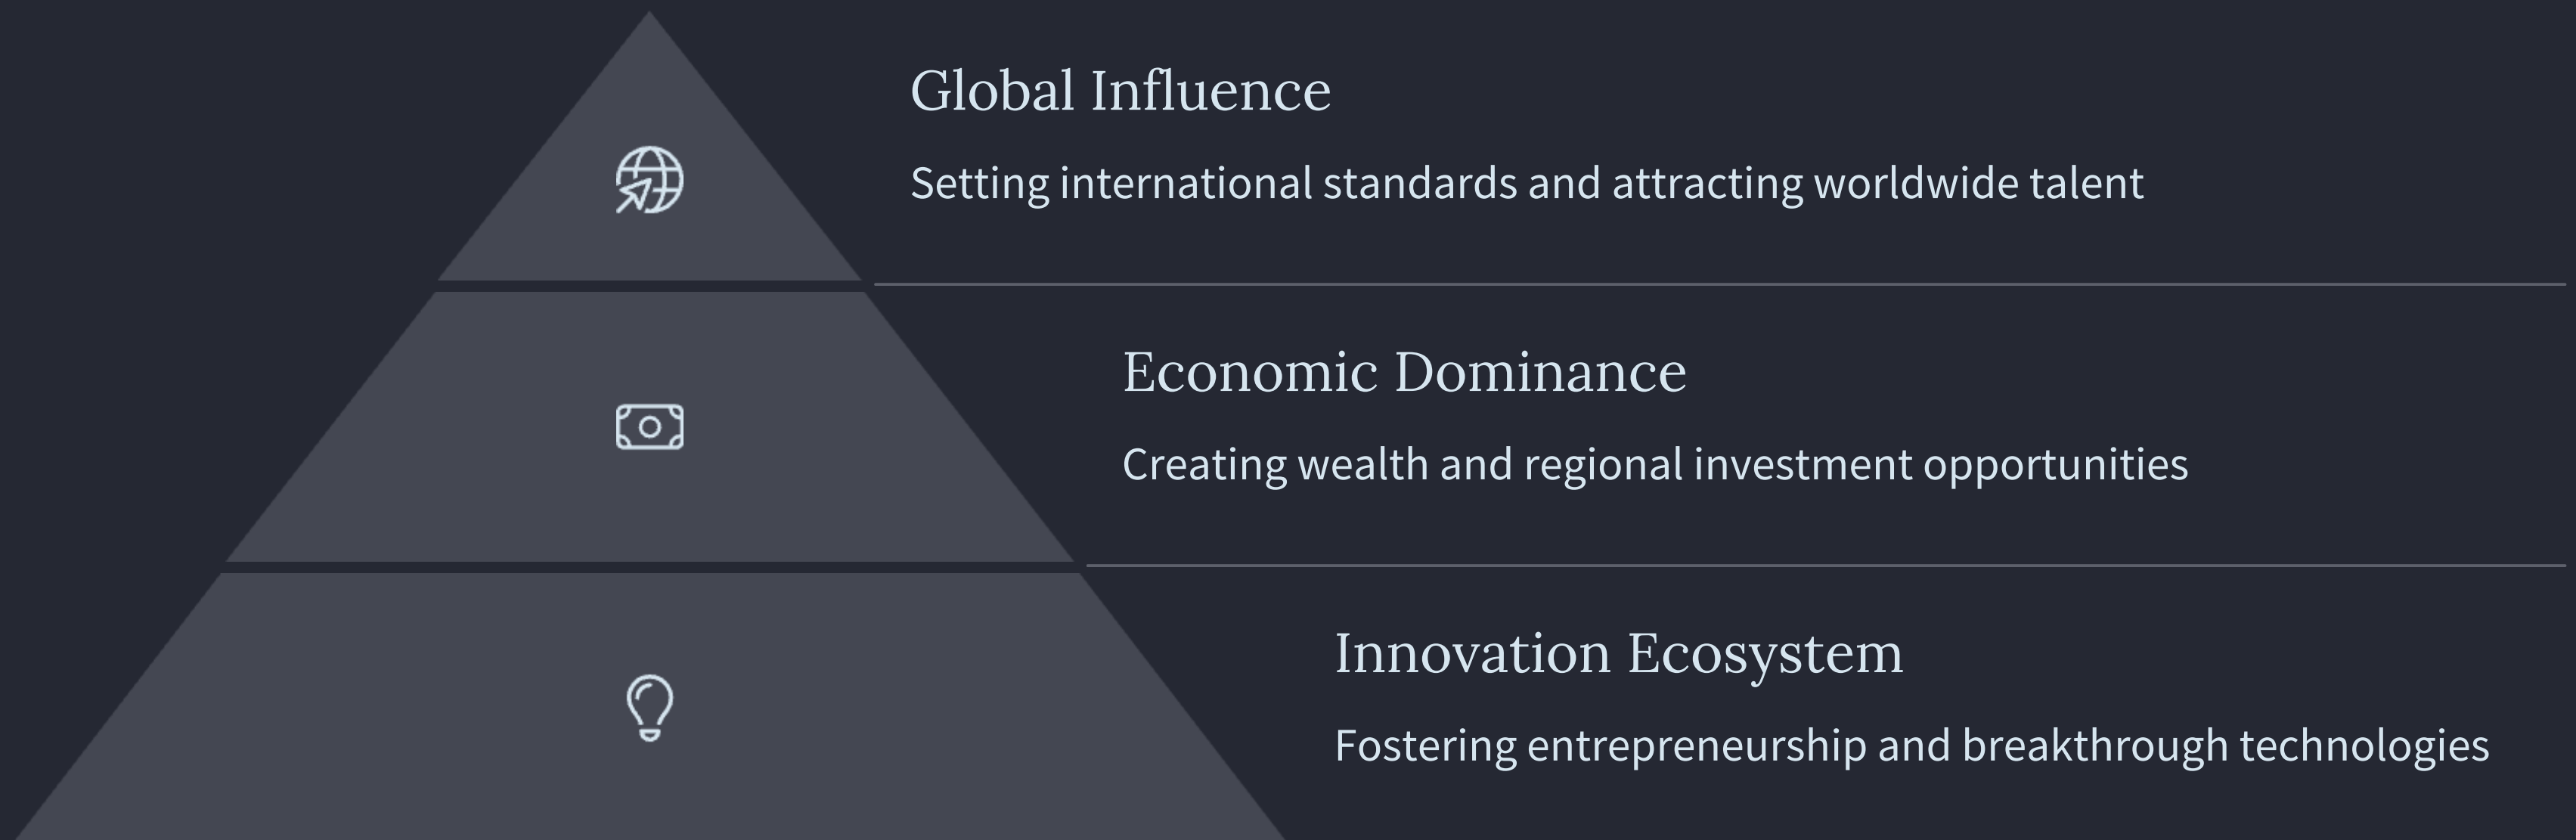 Global Influence
Setting international standards and attracting worldwide talent
Economic Dominance
Creating wealth and regional investment opportunities
Innovation Ecosystem
Fostering entrepreneurship and breakthrough technologies